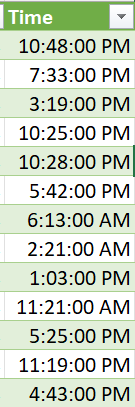 Time
10:48:00 PM
7:33:00 PM
3:19:00 PM
10:25:00 PM
10:28:00 PM
5:42:00 PM
6:13:00 AM
2:21:00 AM
1:03:00 PM
11:21:00 AM
5:25:00 PM
11:19:00 PM
4:43:00 PM